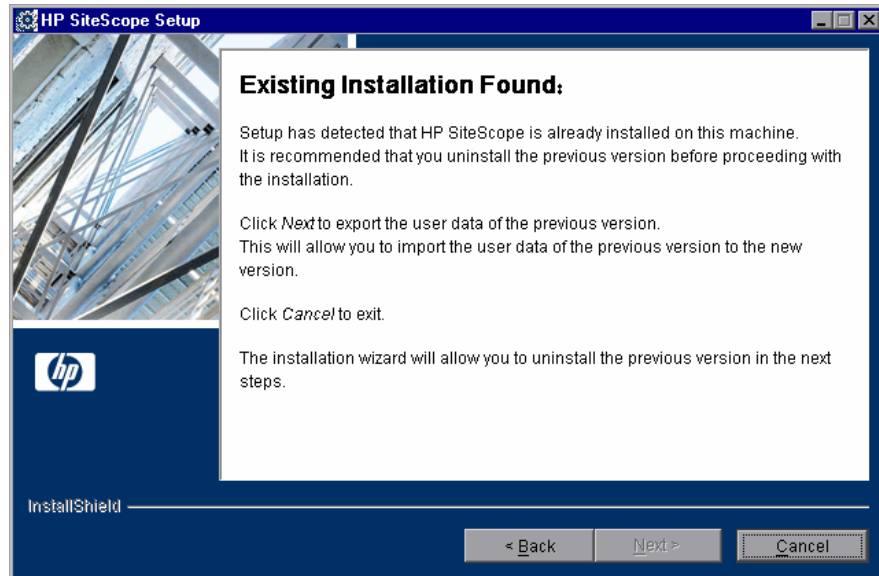 HP SiteScope Setup
Existing Installation Found:
Setup has detected that HP SiteScope is already installed on this machine.
It is recommended that you uninstall the previous version before proceeding with
the installation.
Click Next to export the user data of the previous version.
This will allow you to import the user data of the previous version to the new
version.
Click Cancel to exit.
The installation wizard will allow you to uninstall the previous version in the next
steps.
hp
InstallShield
< Back
Next >
Cancel